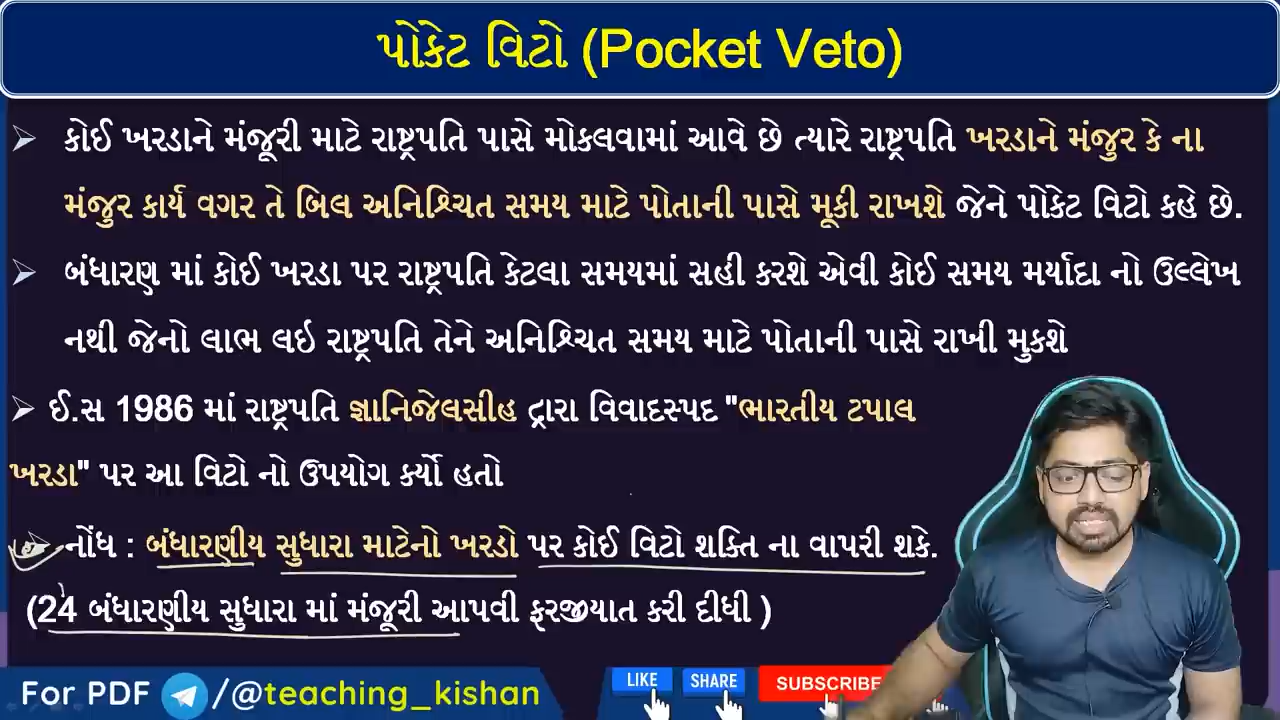 પોકેટ વિટો (Pocket Veto)
કોઈ ખરડાને મંજૂરી માટે રાષ્ટ્રપતિ પાસે મોકલવામાં આવે છે ત્યારે રાષ્ટ્રપતિ ખરડાને મંજુર કે ના
મંજુર કાર્ય વગર તે બિલ અનિશ્ચિત સમય માટે પોતાની પાસે મૂકી રાખશે જેને પોકેટ વિટો કહે છે.
બંધારણ માં કોઈ ખરડા પર રાષ્ટ્રપતિ કેટલા સમયમાં સહી કરશે એવી કોઈ સમય મર્યાદા નો ઉલ્લેખ
નથી જેનો લાભ લઇ રાષ્ટ્રપતિ તેને અનિશ્ચિત સમય માટે પોતાની પાસે રાખી મુકશે
ઈ.સ 1986 માં રાષ્ટ્રપતિ જ્ઞાનિજેલસીહ દ્વારા વિવાદસ્પદ "ભારતીય ટપાલ
ખરડા" પર આ વિટો નો ઉપયોગ ર્ક્યો હતો
નોંધ : બંધારણીય સુધારા માટેનો ખરડો પર કોઈ વિટો શક્તિ ના વાપરી શકે.
(24 બંધારણીય સુધારા માં મંજૂરી આપવી ફરજીયાત કરી દીધી )
For PDF /@teaching_kishan
LIKE SHARE SUBSCRIBE